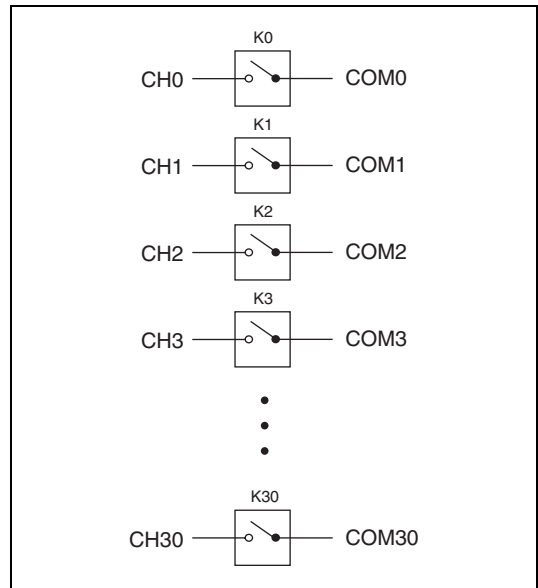 K0
CH0 COM0
K1
CH1 COM1
K2
CH2 COM2
K3
CH3 COM3
K30
CH30 COM30